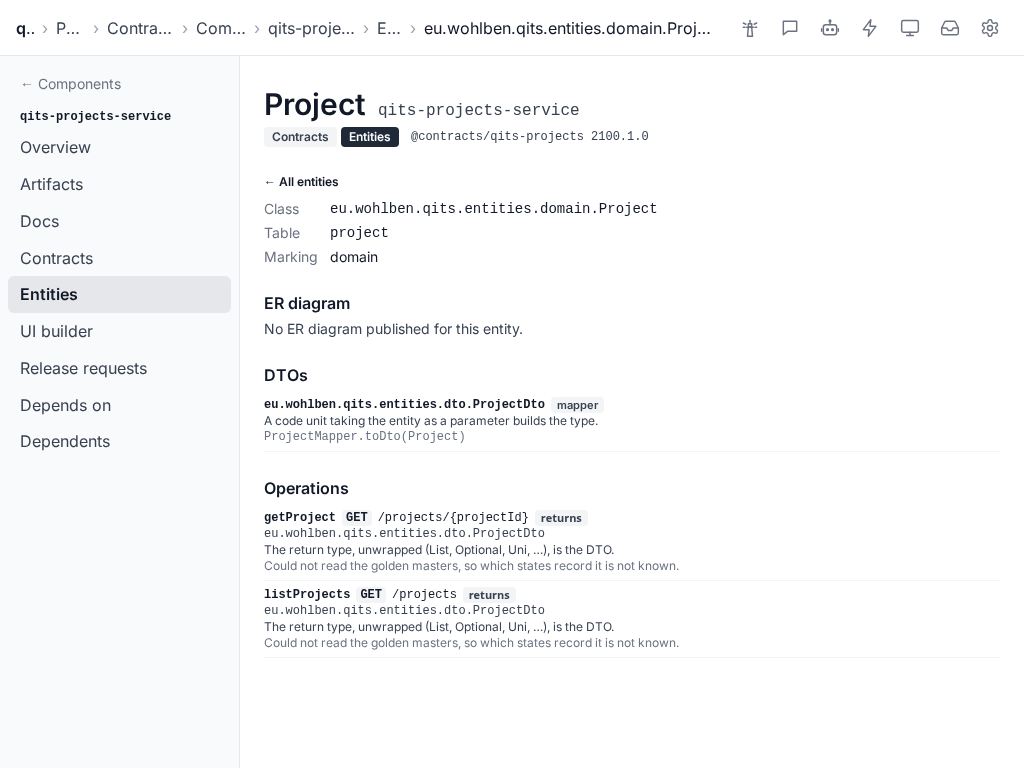 q.. › P... › Contra... › Com... › qits-proje... › E... › eu.wohlben.qits.entities.domain.Proj...
← Components
qits-projects-service
Overview
Artifacts
Docs
Contracts
Entities
UI builder
Release requests
Depends on
Dependents
Project qits-projects-service
Contracts Entities @contracts/qits-projects 2100.1.0
← All entities
Class eu.wohlben.qits.entities.domain.Project
Table project
Marking domain
ER diagram
No ER diagram published for this entity.
DTOs
eu.wohlben.qits.entities.dto.ProjectDto mapper
A code unit taking the entity as a parameter builds the type.
ProjectMapper.toDto(Project)
Operations
getProject GET /projects/{projectId} returns
eu.wohlben.qits.entities.dto.ProjectDto
The return type, unwrapped (List, Optional, Uni, …), is the DTO.
Could not read the golden masters, so which states record it is not known.
listProjects GET /projects returns
eu.wohlben.qits.entities.dto.ProjectDto
The return type, unwrapped (List, Optional, Uni, …), is the DTO.
Could not read the golden masters, so which states record it is not known.